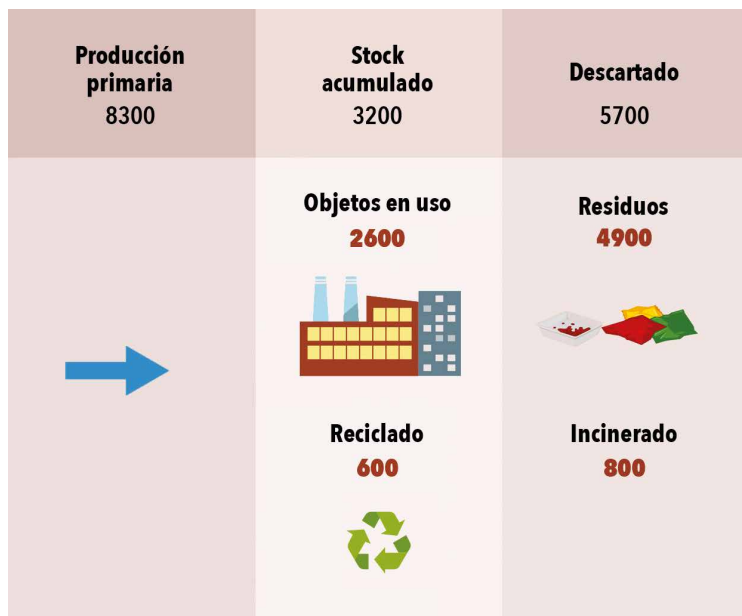 Producción
primaria
8300
Stock
acumulado
3200
Descartado
5700
Objetos en uso
2600
Residuos
4900
Reciclado
600
Incinerado
800